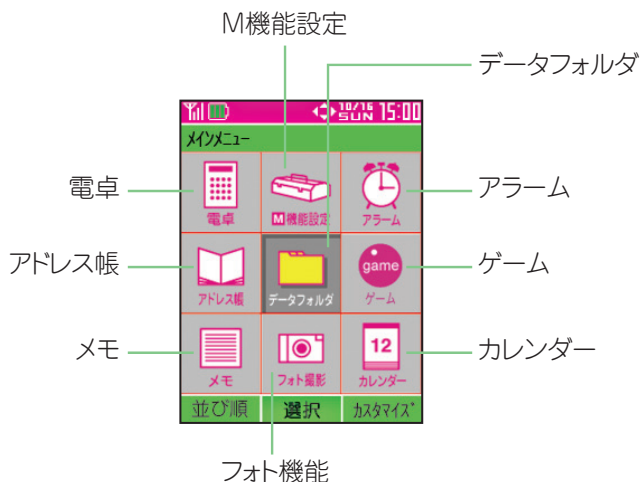 M機能設定
データフォルダ
10/16
SUN 15:00
メインメニュー
電卓
電卓
M機能設定
アラーム
アラーム
アドレス帳
アドレス帳
データフォルダ
game
ゲーム
ゲーム
メモ
メモ
フォト撮影
12
カレンダー
カレンダー
並び順 選択 カスタマイズ
フォト機能